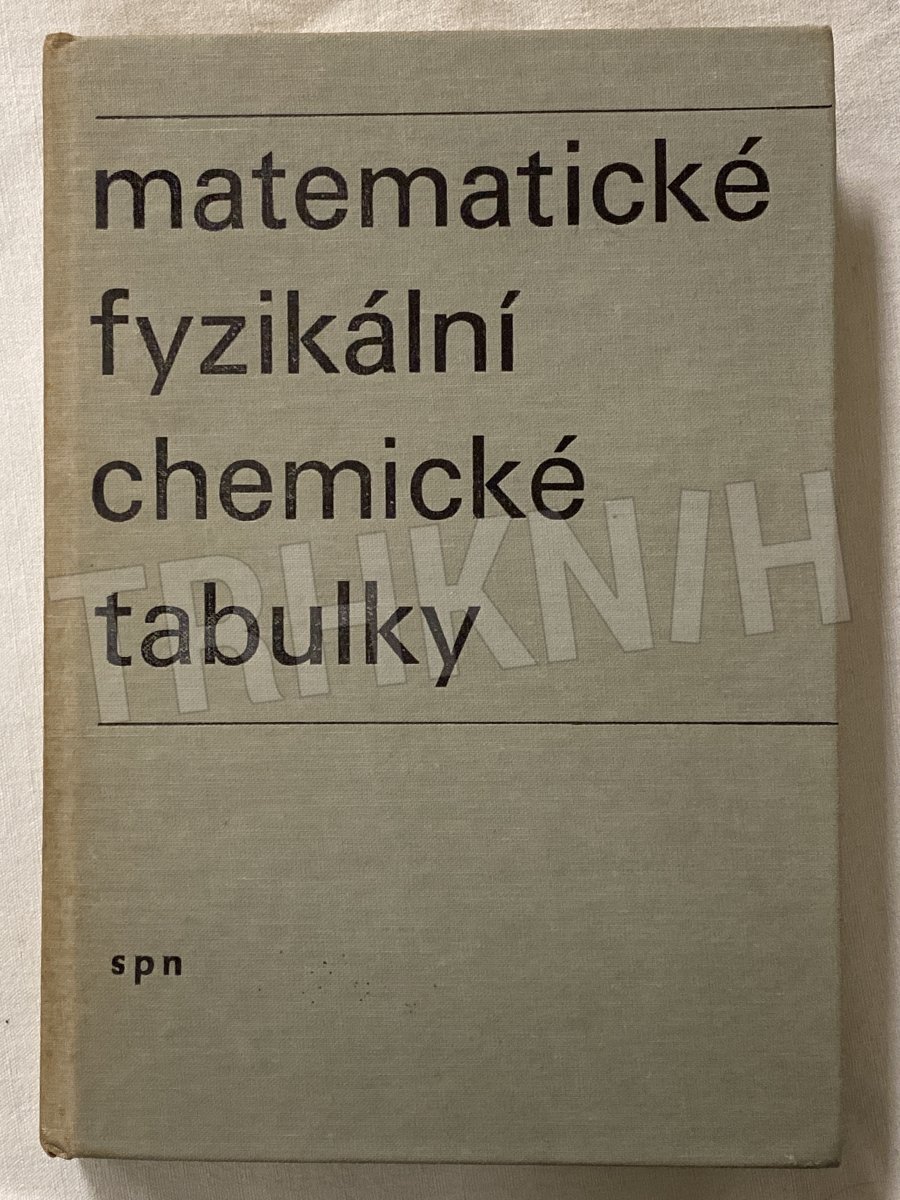 matematické
fyzikální
chemické
tabulky
TRHKNIH
spn